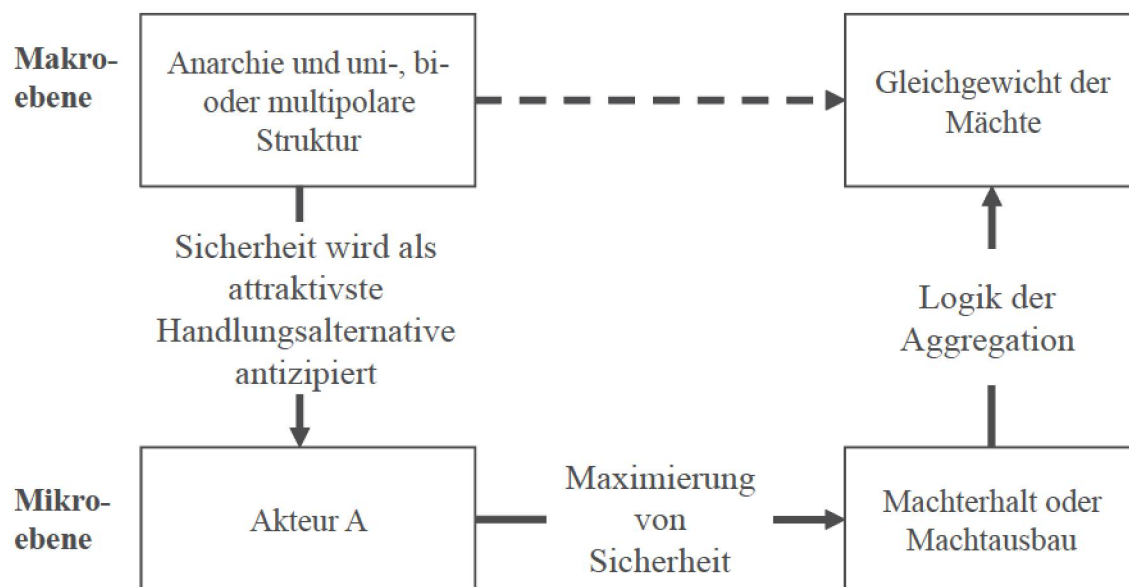 Makro-
ebene
Anarchie und uni-, bi-
oder multipolare
Struktur
Gleichgewicht der
Mächte
Sicherheit wird als
attraktivste
Handlungsalternative
antizipiert
Logik der
Aggregation
Mikro-
ebene
Akteur A
Maximierung
von
Sicherheit
Machterhalt oder
Machtausbau